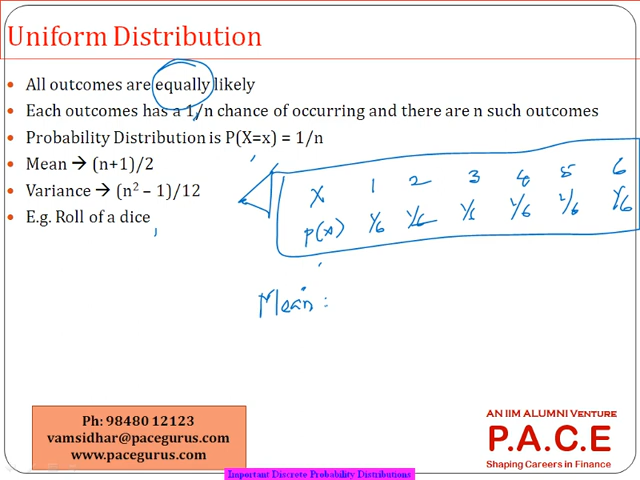 Uniform Distribution
• All outcomes are equally likely
• Each outcomes has a 1/n chance of occurring and there are n such outcomes
• Probability Distribution is P(X=x) = 1/n
• Mean → (n+1)/2
• Variance → (n² – 1)/12
• E.g. Roll of a dice
X 1 2 3 4 5 6
P(x) 1/6 1/6 1/6 1/6 1/6 1/6
Mean :
Ph: 98480 12123
vamsidhar@pacegurus.com
www.pacegurus.com
AN IIM ALUMNI VENTURE
P.A.C.E
Shaping Careers in Finance
Important Discrete Probability Distributions